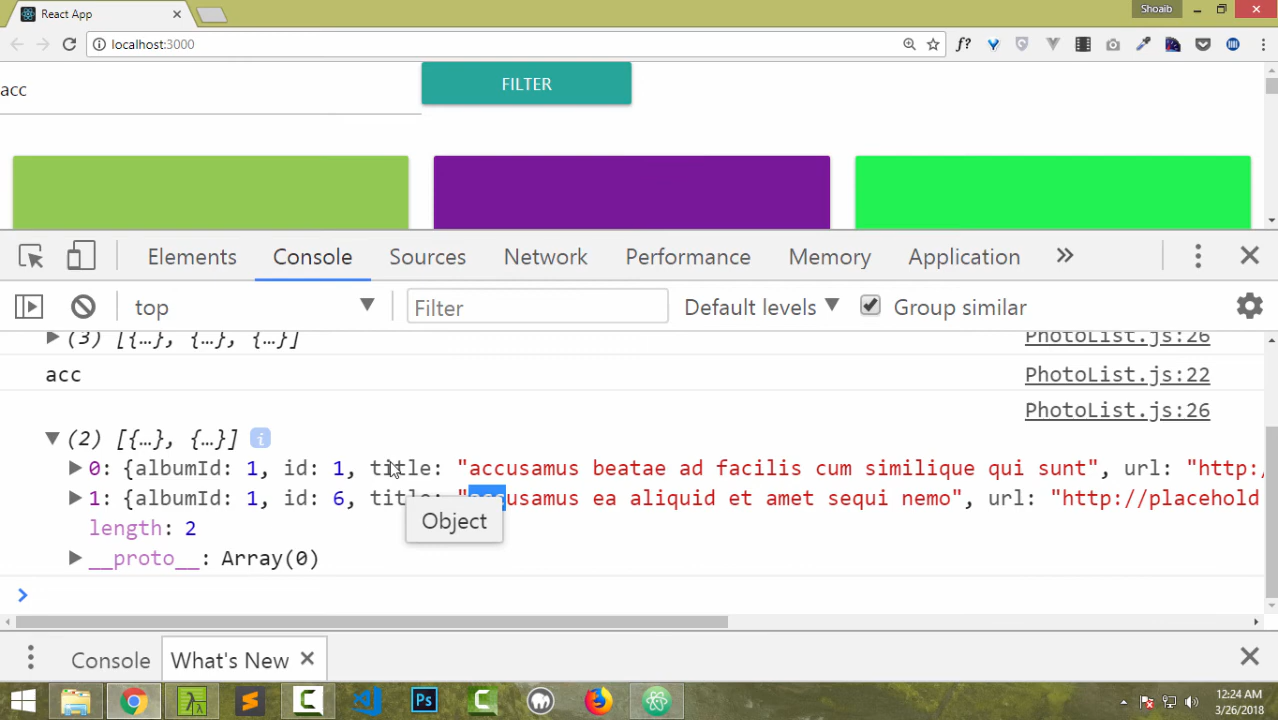 React App
Shoaib
localhost:3000
f?
acc
FILTER
Elements Console Sources Network Performance Memory Application
top Filter Default levels Group similar
(3) [{…}, {…}, {…}] PhotoList.js:26
acc PhotoList.js:22
PhotoList.js:26
(2) [{…}, {…}] i
0: {albumId: 1, id: 1, title: "accusamus beatae ad facilis cum similique qui sunt", url: "http:/
1: {albumId: 1, id: 6, title: "accusamus ea aliquid et amet sequi nemo", url: "http://placehold
Object
length: 2
__proto__: Array(0)
Console What's New
Ps
12:24 AM
3/26/2018